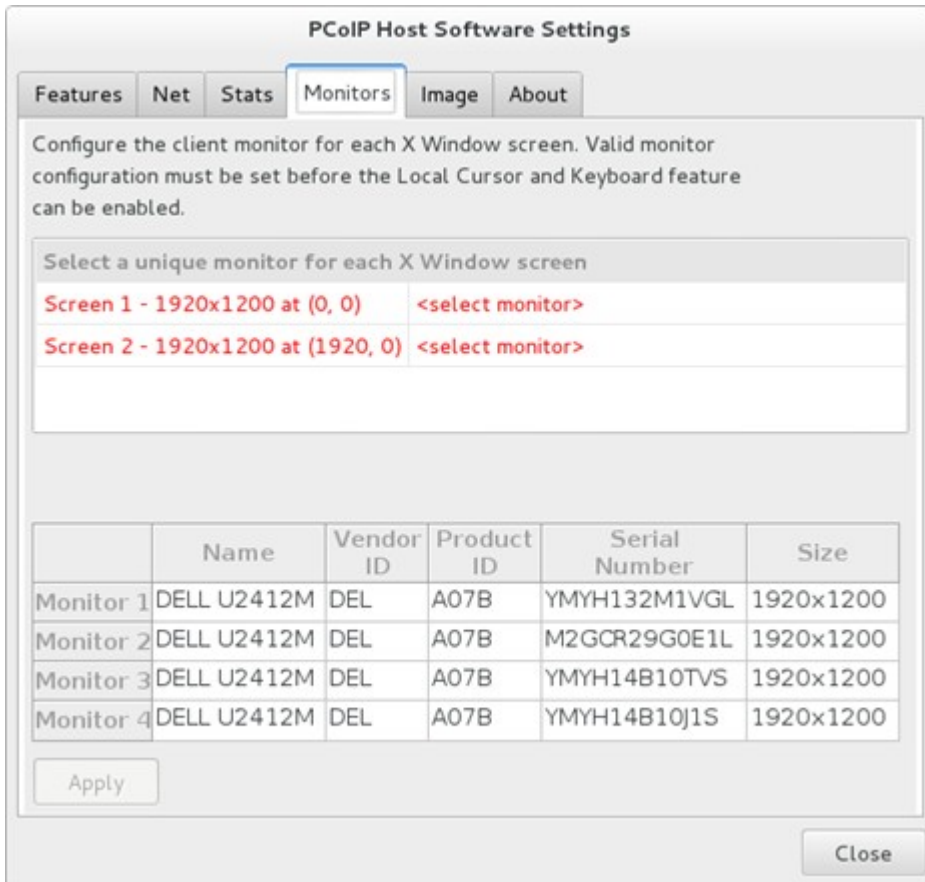 PCoIP Host Software Settings
Features Net Stats Monitors Image About
Configure the client monitor for each X Window screen. Valid monitor
configuration must be set before the Local Cursor and Keyboard feature
can be enabled.
Select a unique monitor for each X Window screen
Screen 1 - 1920x1200 at (0, 0) <select monitor>
Screen 2 - 1920x1200 at (1920, 0) <select monitor>
Name Vendor ID Product ID Serial Number Size
Monitor 1 DELL U2412M DEL A07B YMYH132M1VGL 1920x1200
Monitor 2 DELL U2412M DEL A07B M2GCR29G0E1L 1920x1200
Monitor 3 DELL U2412M DEL A07B YMYH14B10TVS 1920x1200
Monitor 4 DELL U2412M DEL A07B YMYH14B10J1S 1920x1200
Apply
Close